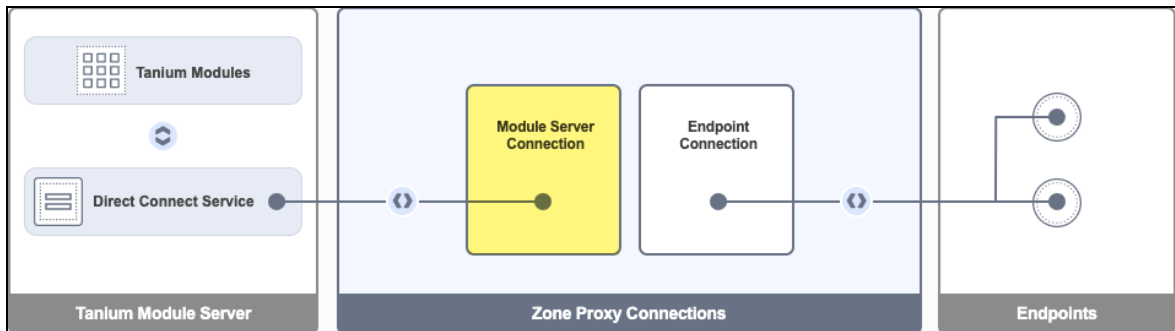 Tanium Modules
Direct Connect Service
Tanium Module Server
Module Server
Connection
Endpoint
Connection
Zone Proxy Connections
Endpoints